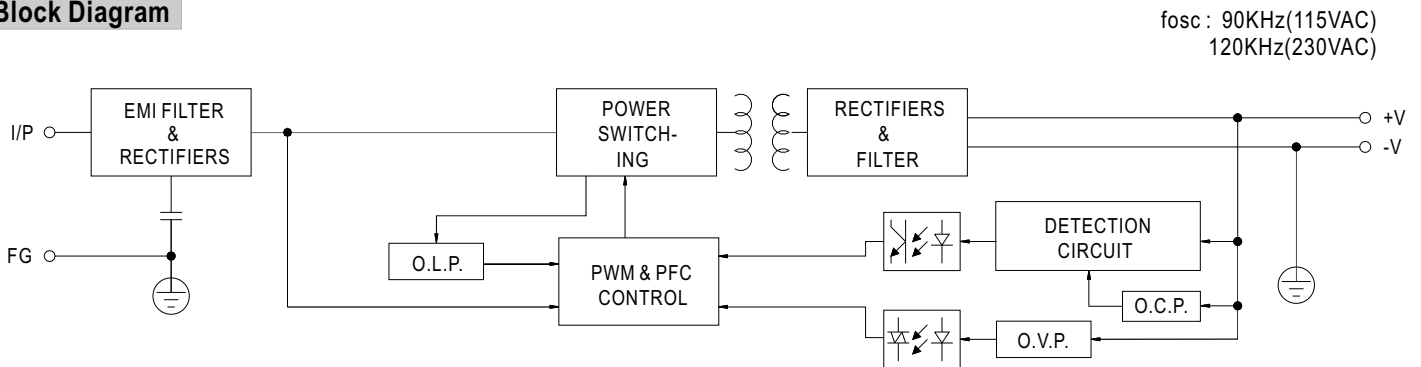 Block Diagram
fosc : 90KHz(115VAC)
120KHz(230VAC)
I/P
EMI FILTER
&
RECTIFIERS
POWER
SWITCH-
ING
RECTIFIERS
&
FILTER
+V
-V
FG
O.L.P.
PWM & PFC
CONTROL
DETECTION
CIRCUIT
O.C.P.
O.V.P.